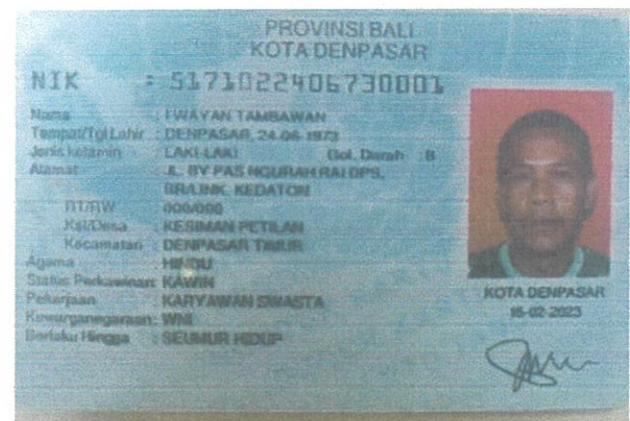 PROVINSI BALI
KOTA DENPASAR
NIK : 5171022406730001
Nama : I WAYAN TAMBAWAN
Tempat/Tgl Lahir : DENPASAR, 24-06-1973
Jenis kelamin : LAKI-LAKI Gol. Darah : B
Alamat : JL. BY PAS NGURAH RAI DPS,
BR/LINK. KEDATON
RT/RW 000/000
Kel/Desa : KESIMAN PETILAN
Kecamatan : DENPASAR TIMUR
Agama : HINDU
Status Perkawinan: KAWIN
Pekerjaan : KARYAWAN SWASTA
Kewarganegaraan: WNI
Berlaku Hingga : SEUMUR HIDUP
KOTA DENPASAR
-02-2023